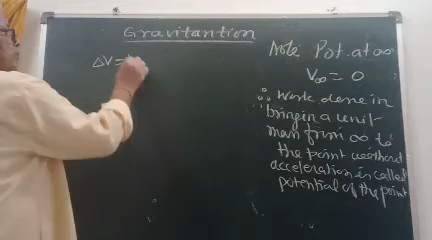 Gravitantion
ΔV =
Note Pot. at ∞
V∞ = 0
∴ work done in
bringing a unit
mass from ∞ to
the point without
acceleration is called
potential of the point